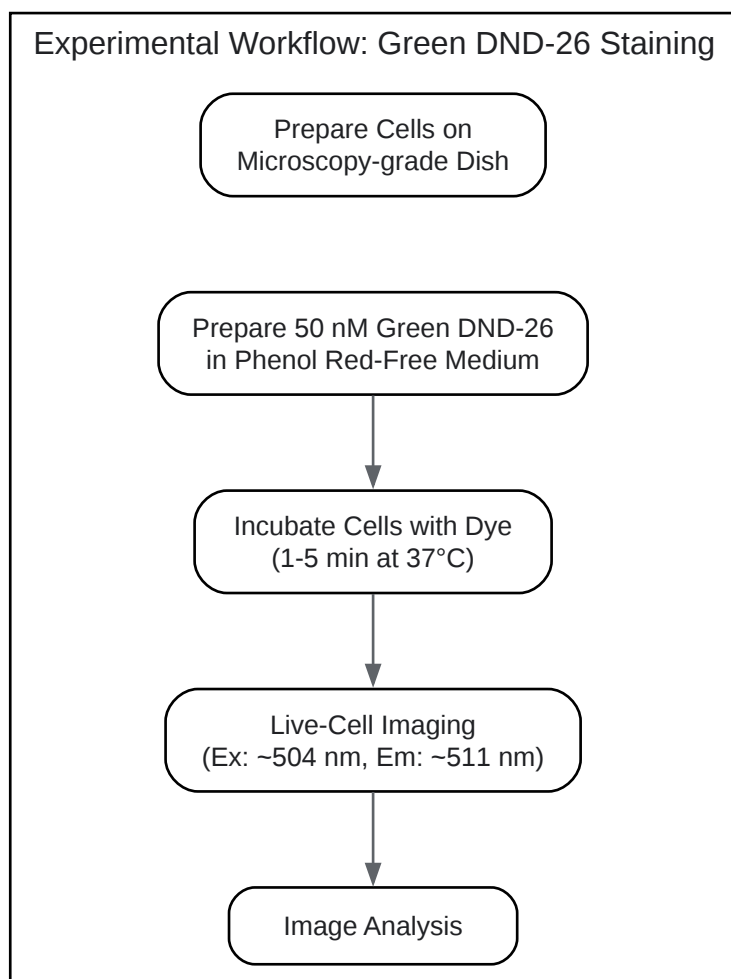 Experimental Workflow: Green DND-26 Staining
Prepare Cells on
Microscopy-grade Dish
Prepare 50 nM Green DND-26
in Phenol Red-Free Medium
Incubate Cells with Dye
(1-5 min at 37°C)
Live-Cell Imaging
(Ex: ~504 nm, Em: ~511 nm)
Image Analysis